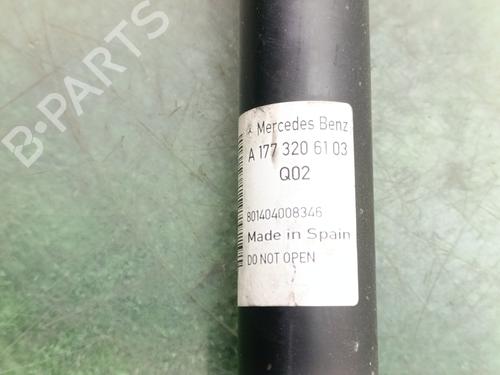 B-PARTS
Mercedes Benz
A 177 320 61 03
Q02
801404008346
Made in Spain
DO NOT OPEN